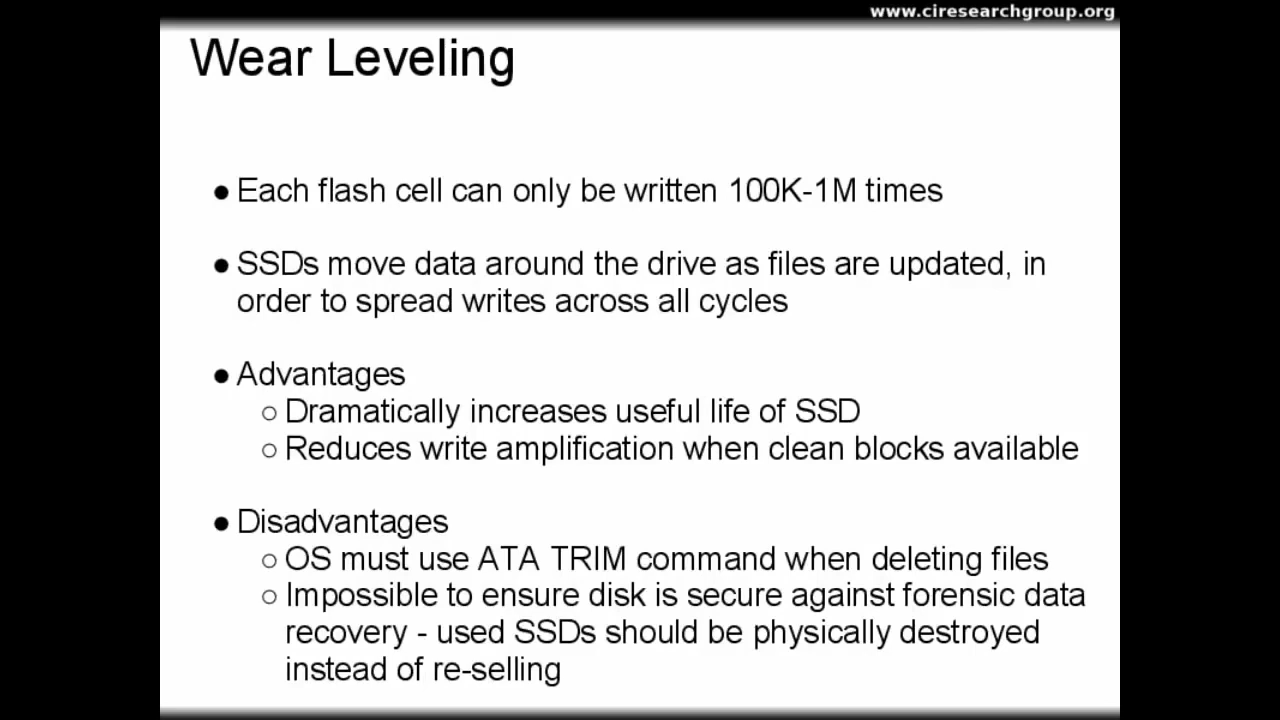 www.ciresearchgroup.org
Wear Leveling
● Each flash cell can only be written 100K-1M times
● SSDs move data around the drive as files are updated, in
order to spread writes across all cycles
● Advantages
○ Dramatically increases useful life of SSD
○ Reduces write amplification when clean blocks available
● Disadvantages
○ OS must use ATA TRIM command when deleting files
○ Impossible to ensure disk is secure against forensic data
recovery - used SSDs should be physically destroyed
instead of re-selling